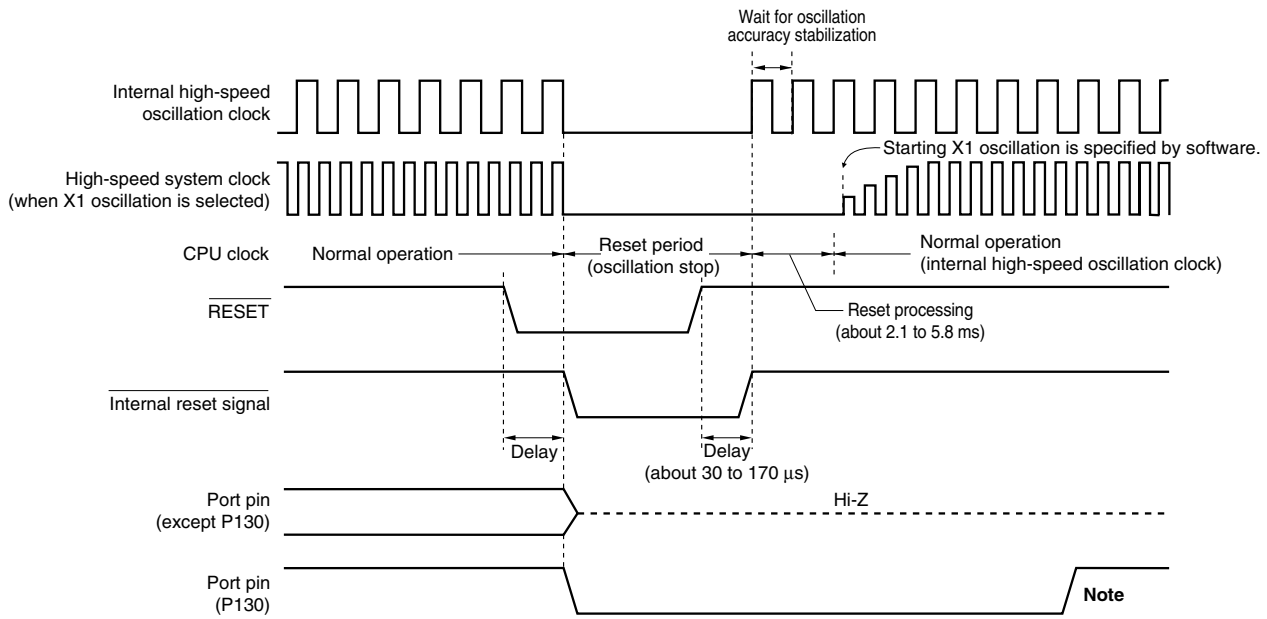 Wait for oscillation
accuracy stabilization
Internal high-speed
oscillation clock
Starting X1 oscillation is specified by software.
High-speed system clock
(when X1 oscillation is selected)
CPU clock
Normal operation
Reset period
(oscillation stop)
Normal operation
(internal high-speed oscillation clock)
RESET
Reset processing
(about 2.1 to 5.8 ms)
Internal reset signal
Delay
Delay
(about 30 to 170 μs)
Port pin
(except P130)
Hi-Z
Port pin
(P130)
Note